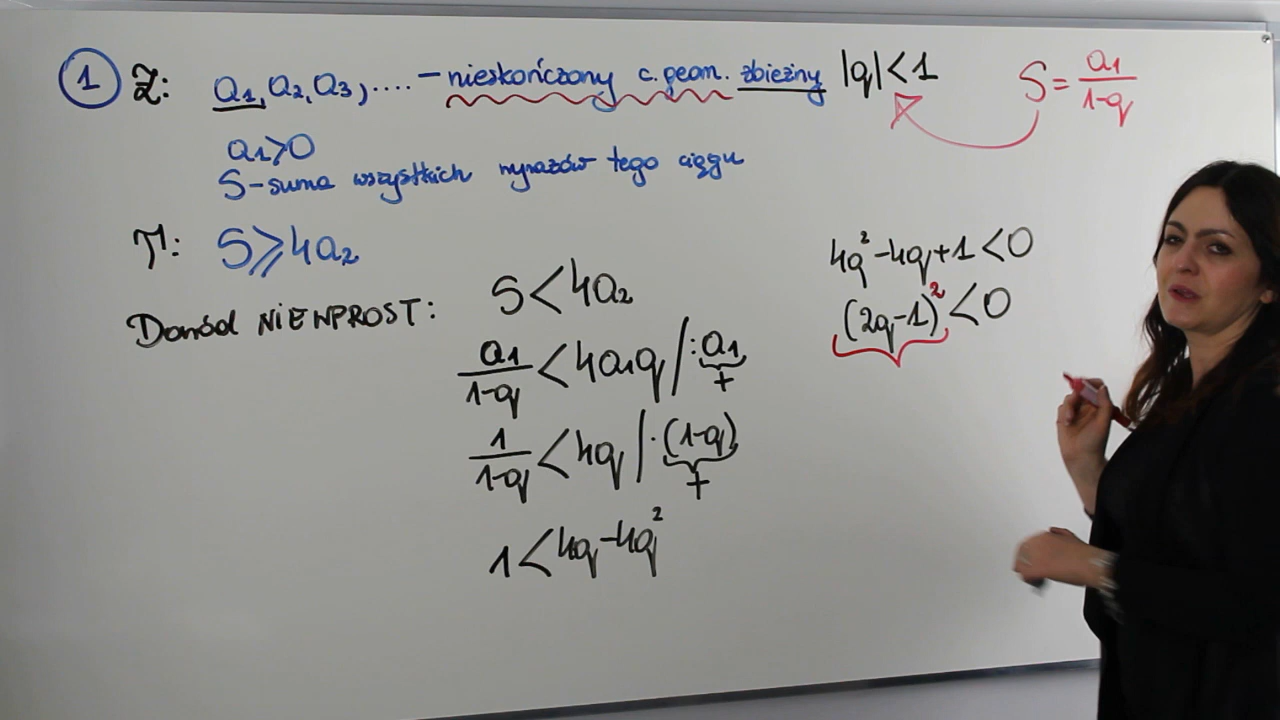 1 Z: a1, a2, a3, .... - nieskończony c. geom. zbieżny |q| < 1 S = a1/1-q
a1 > 0
S - suma wszystkich wyrazów tego ciągu
T: S ⩾ 4a2
Dowód NIEWPROST: S < 4a2
a1/1-q < 4a1q /: a1
+
1/1-q < 4q / · (1-q)
+
1 < 4q - 4q²
4q² - 4q + 1 < 0
(2q - 1)² < 0